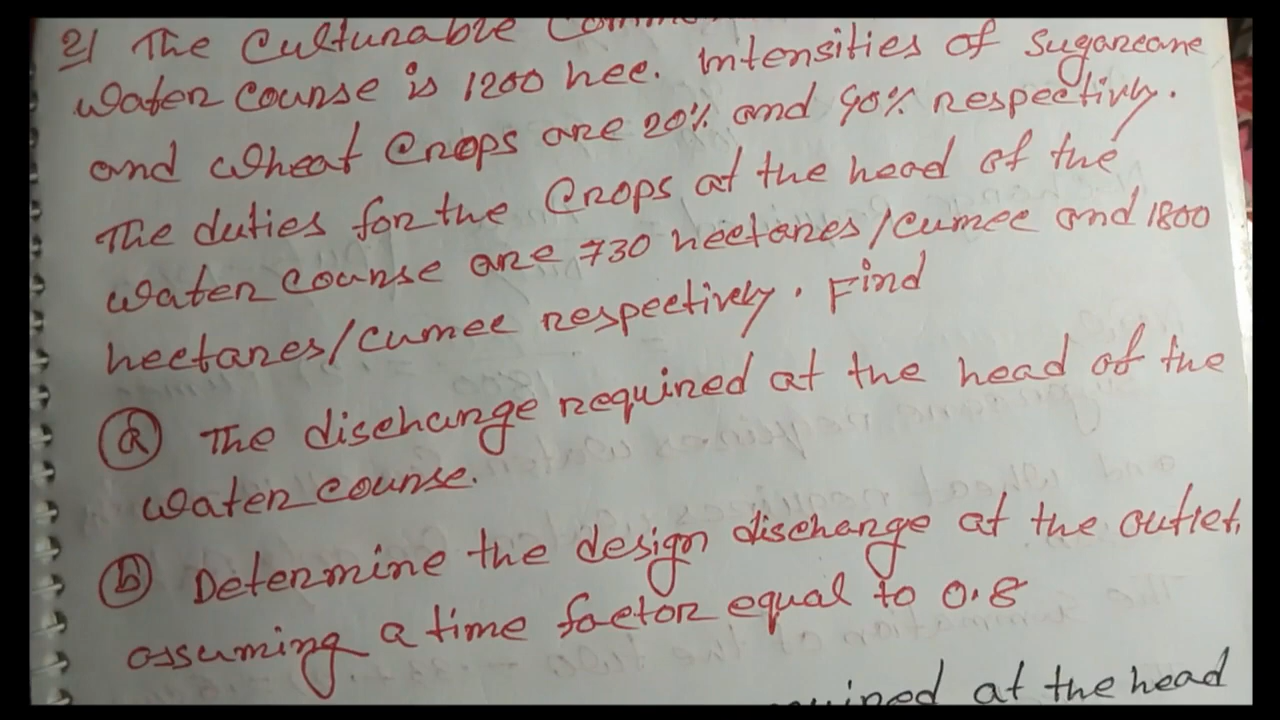 2) The Culturable
water course is 1200 hec. Intensities of sugarcane
and wheat Crops are 20% and 40% respectivly.
The duties for the Crops at the head of the
water course are 730 hectares/cumec and 1800
hectares/cumec respectively. Find
(a) The discharge required at the head of the
water course.
(b) Determine the design discharge at the outlet,
assuming a time factor equal to 0.8
at the head